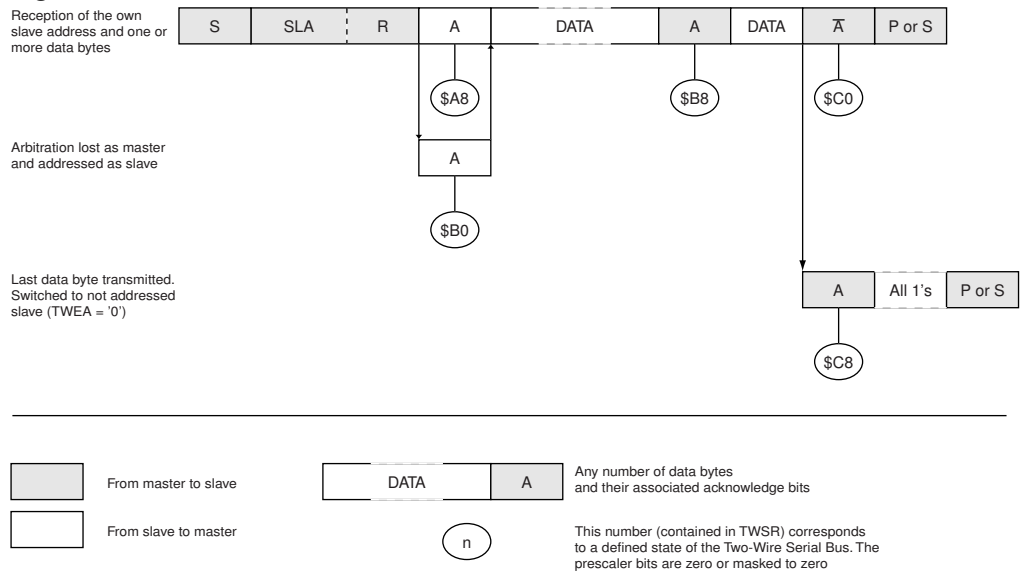 Reception of the own
slave address and one or
more data bytes
S SLA R A DATA A DATA A̅ P or S
$A8 $B8 $C0
Arbitration lost as master
and addressed as slave
A
$B0
Last data byte transmitted.
Switched to not addressed
slave (TWEA = '0')
A All 1's P or S
$C8
From master to slave
DATA A
Any number of data bytes
and their associated acknowledge bits
From slave to master
n
This number (contained in TWSR) corresponds
to a defined state of the Two-Wire Serial Bus. The
prescaler bits are zero or masked to zero